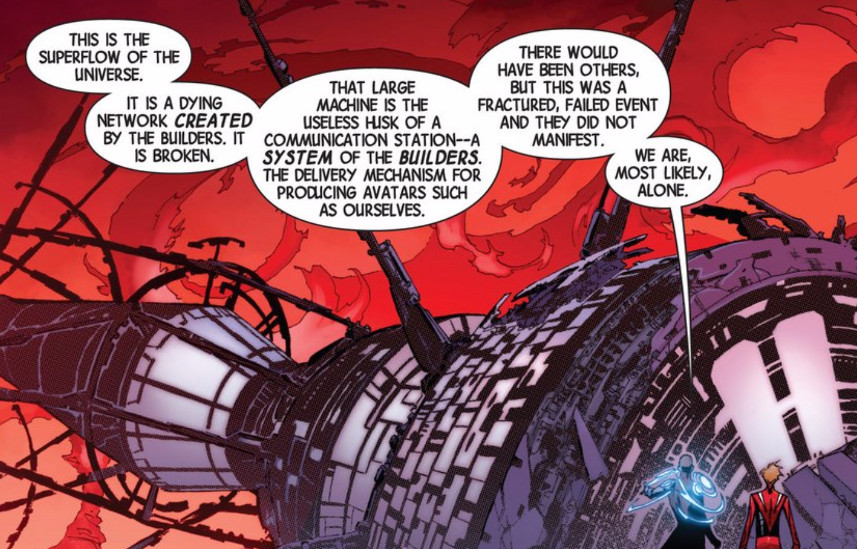 THIS IS THE
SUPERFLOW OF THE
UNIVERSE.
IT IS A DYING
NETWORK CREATED
BY THE BUILDERS. IT
IS BROKEN.
THAT LARGE
MACHINE IS THE
USELESS HUSK OF A
COMMUNICATION STATION--A
SYSTEM OF THE BUILDERS.
THE DELIVERY MECHANISM FOR
PRODUCING AVATARS SUCH
AS OURSELVES.
THERE WOULD
HAVE BEEN OTHERS,
BUT THIS WAS A
FRACTURED, FAILED EVENT
AND THEY DID NOT
MANIFEST.
WE ARE,
MOST LIKELY,
ALONE.